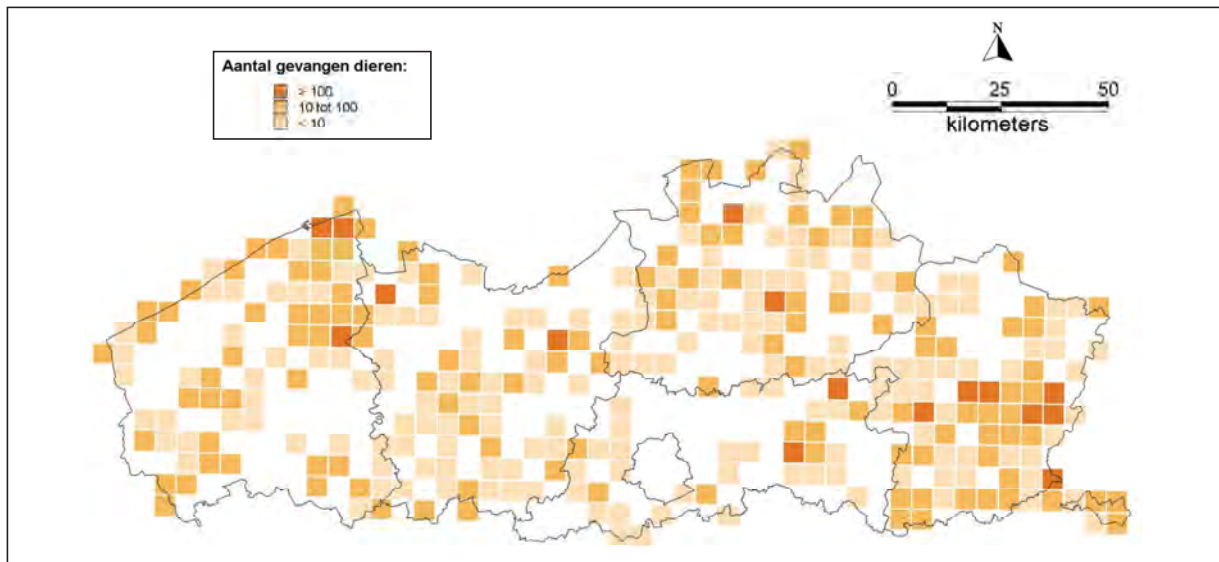 Aantal gevangen dieren:
> 100
10 tot 100
< 10
N
0 25 50
kilometers